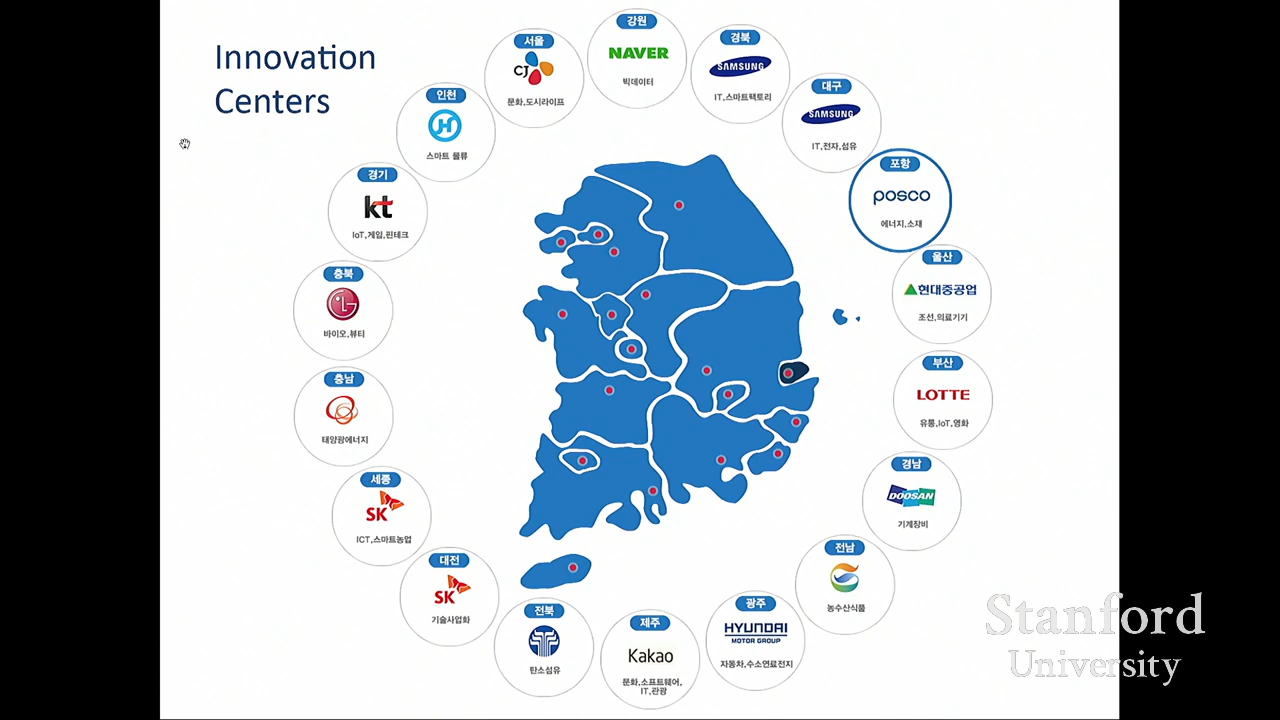 Innovation
Centers
강원
NAVER
빅데이터
경북
SAMSUNG
IT,스마트팩토리
대구
SAMSUNG
IT,전자,섬유
포항
posco
에너지,소재
울산
현대중공업
조선,의료기기
부산
LOTTE
유통,IoT,영화
경남
DOOSAN
기계장비
전남
농수산식품
광주
HYUNDAI
MOTOR GROUP
자동차,수소연료전지
제주
Kakao
문화,소프트웨어,
IT,관광
전북
탄소섬유
대전
SK
기술사업화
세종
SK
ICT,스마트농업
충남
태양광에너지
충북
LG
바이오,뷰티
경기
kt
IoT,게임,핀테크
인천
H
스마트 물류
서울
CJ
문화,도시라이프
Stanford
University